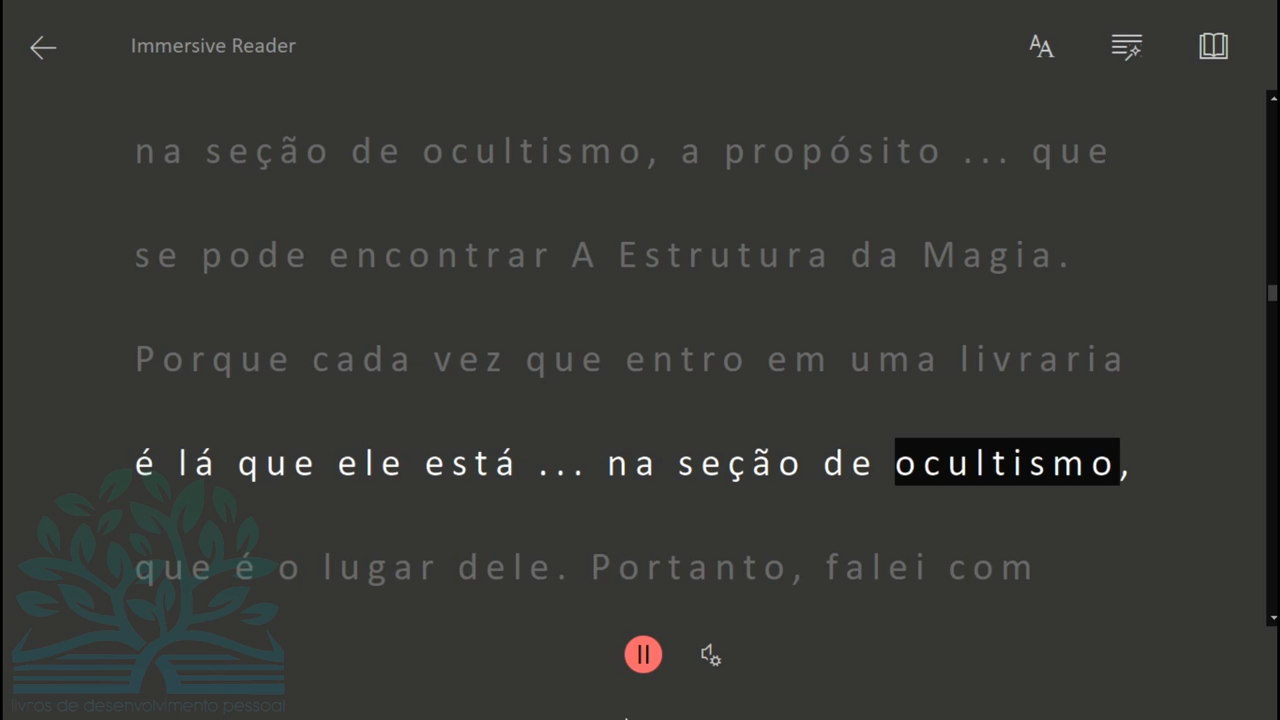 Immersive Reader
na seção de ocultismo, a propósito ... que
se pode encontrar A Estrutura da Magia.
Porque cada vez que entro em uma livraria
é lá que ele está ... na seção de ocultismo,
que é o lugar dele. Portanto, falei com
livros de desenvolvimento pessoal